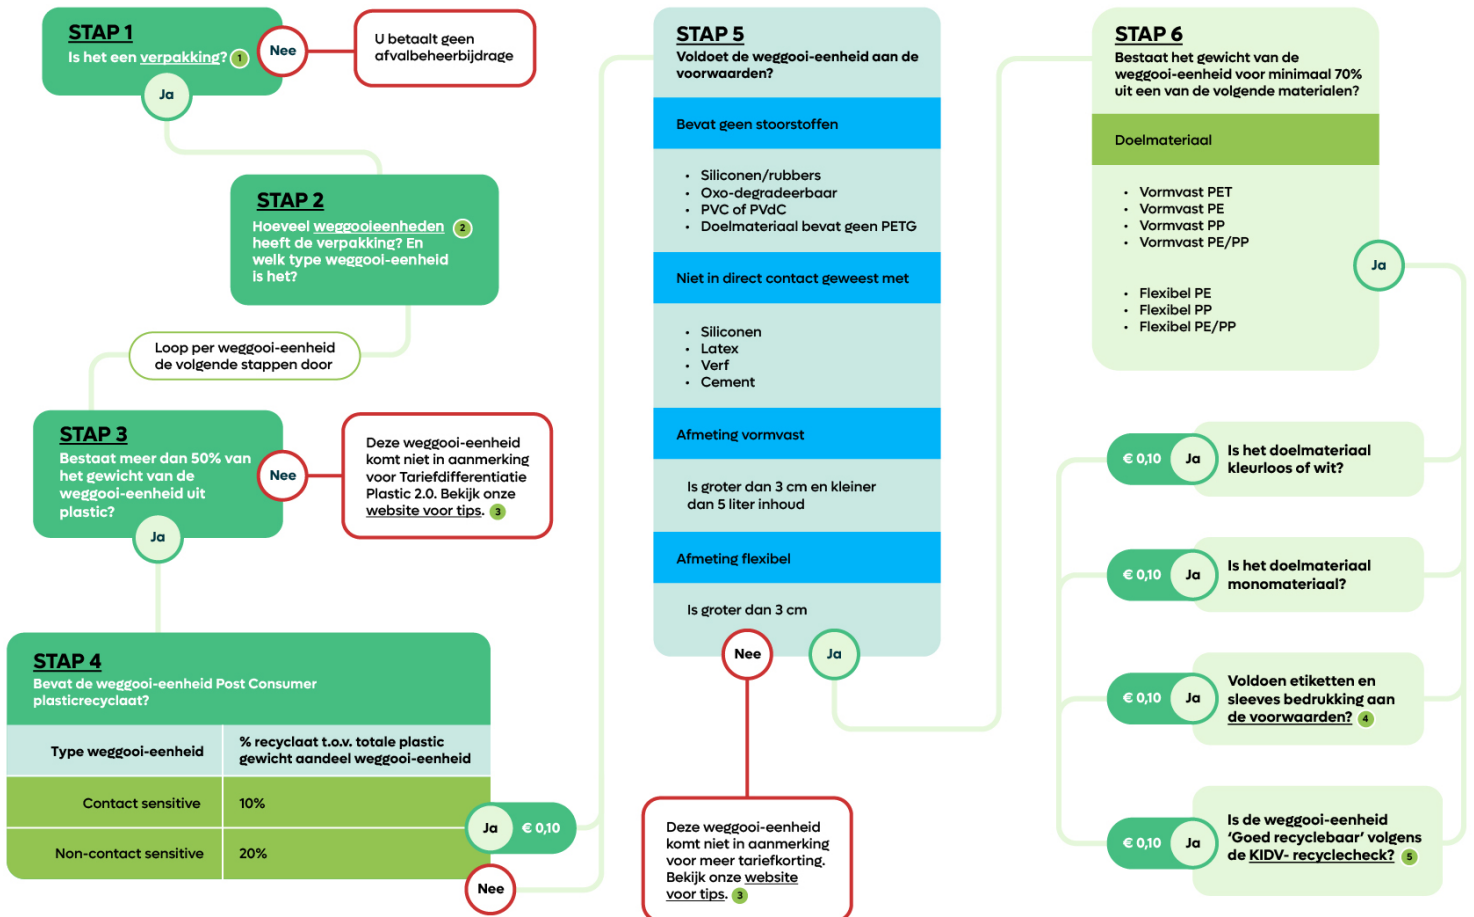 STAP 1
Is het een verpakking? 1
Nee
U betaalt geen
afvalbeheerbijdrage
Ja
STAP 2
Hoeveel weggooieenheden 2
heeft de verpakking? En
welk type weggooi-eenheid
is het?
Loop per weggooi-eenheid
de volgende stappen door
STAP 3
Bestaat meer dan 50% van
het gewicht van de
weggooi-eenheid uit
plastic?
Nee
Deze weggooi-eenheid
komt niet in aanmerking
voor Tariefdifferentiatie
Plastic 2.0. Bekijk onze
website voor tips. 3
Ja
STAP 4
Bevat de weggooi-eenheid Post Consumer
plasticrecyclaat?
Type weggooi-eenheid
% recyclaat t.o.v. totale plastic
gewicht aandeel weggooi-eenheid
Contact sensitive 10%
Non-contact sensitive 20%
Ja € 0,10
Nee
STAP 5
Voldoet de weggooi-eenheid aan de
voorwaarden?
Bevat geen stoorstoffen
• Siliconen/rubbers
• Oxo-degradeerbaar
• PVC of PVdC
• Doelmateriaal bevat geen PETG
Niet in direct contact geweest met
• Siliconen
• Latex
• Verf
• Cement
Afmeting vormvast
Is groter dan 3 cm en kleiner
dan 5 liter inhoud
Afmeting flexibel
Is groter dan 3 cm
Nee
Ja
Deze weggooi-eenheid
komt niet in aanmerking
voor meer tariefkorting.
Bekijk onze website
voor tips. 3
STAP 6
Bestaat het gewicht van de
weggooi-eenheid voor minimaal 70%
uit een van de volgende materialen?
Doelmateriaal
• Vormvast PET
• Vormvast PE
• Vormvast PP
• Vormvast PE/PP
• Flexibel PE
• Flexibel PP
• Flexibel PE/PP
Ja
€ 0,10 Ja
Is het doelmateriaal
kleurloos of wit?
€ 0,10 Ja
Is het doelmateriaal
monomateriaal?
€ 0,10 Ja
Voldoen etiketten en
sleeves bedrukking aan
de voorwaarden? 4
€ 0,10 Ja
Is de weggooi-eenheid
‘Goed recyclebaar’ volgens
de KIDV- recyclecheck? 5